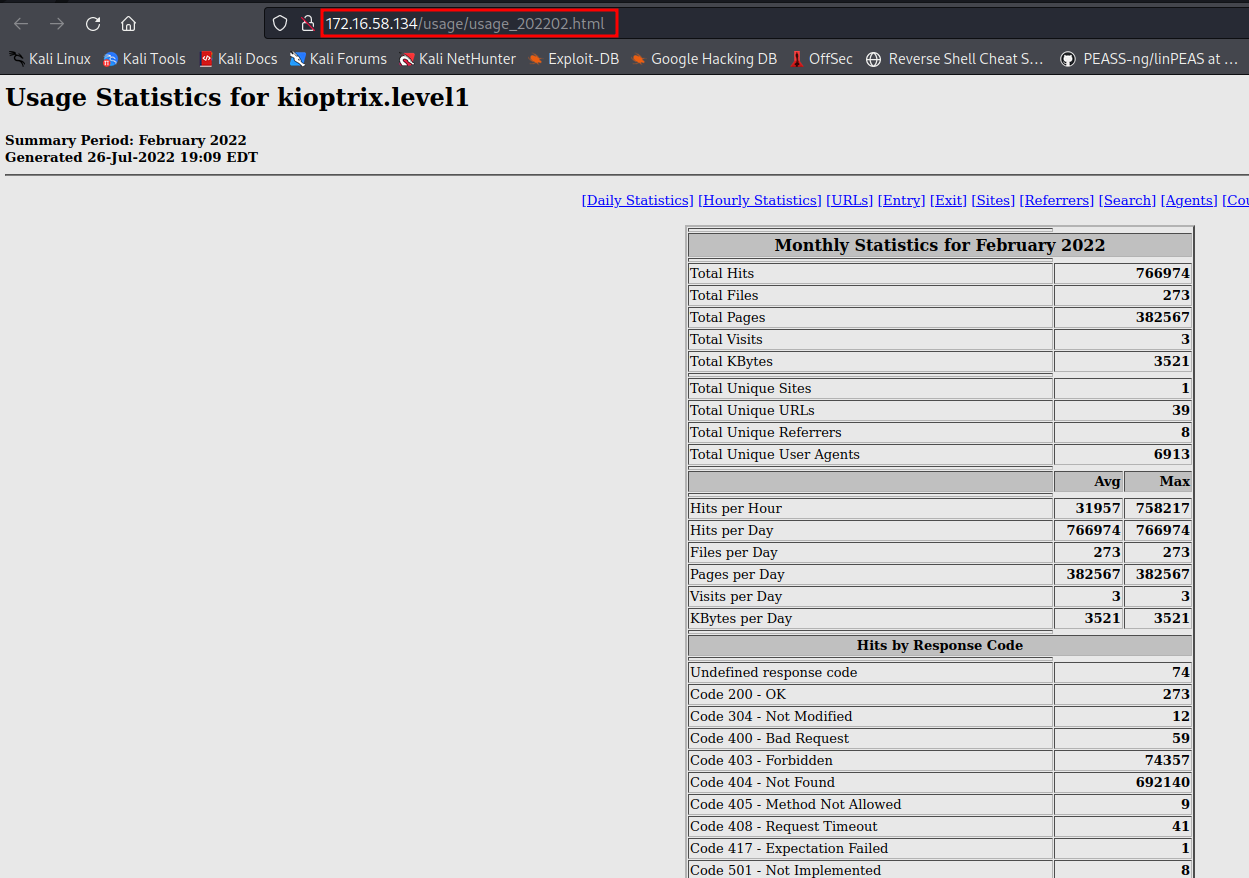 172.16.58.134/usage/usage_202202.html
Kali Linux Kali Tools Kali Docs Kali Forums Kali NetHunter Exploit-DB Google Hacking DB OffSec Reverse Shell Cheat S… PEASS-ng/linPEAS at …
Usage Statistics for kioptrix.level1
Summary Period: February 2022
Generated 26-Jul-2022 19:09 EDT
[Daily Statistics] [Hourly Statistics] [URLs] [Entry] [Exit] [Sites] [Referrers] [Search] [Agents] [Cou
Monthly Statistics for February 2022
Total Hits 766974
Total Files 273
Total Pages 382567
Total Visits 3
Total KBytes 3521
Total Unique Sites 1
Total Unique URLs 39
Total Unique Referrers 8
Total Unique User Agents 6913
Avg Max
Hits per Hour 31957 758217
Hits per Day 766974 766974
Files per Day 273 273
Pages per Day 382567 382567
Visits per Day 3 3
KBytes per Day 3521 3521
Hits by Response Code
Undefined response code 74
Code 200 - OK 273
Code 304 - Not Modified 12
Code 400 - Bad Request 59
Code 403 - Forbidden 74357
Code 404 - Not Found 692140
Code 405 - Method Not Allowed 9
Code 408 - Request Timeout 41
Code 417 - Expectation Failed 1
Code 501 - Not Implemented 8